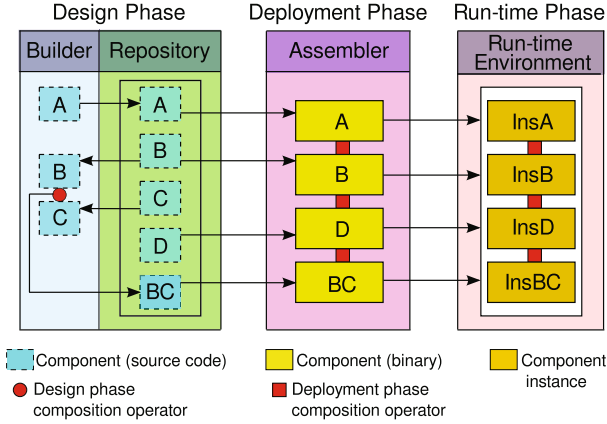 Design Phase
Deployment Phase
Run-time Phase
Builder
Repository
Assembler
Run-time
Environment
A
A
A
InsA
B
B
B
InsB
C
C
D
D
InsD
BC
BC
InsBC
Component (source code)
Component (binary)
Component
instance
Design phase
composition operator
Deployment phase
composition operator